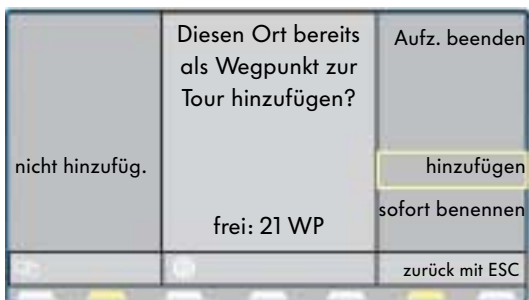 Diesen Ort bereits
als Wegpunkt zur
Tour hinzufügen?
Aufz. beenden
nicht hinzufüg.
hinzufügen
sofort benennen
frei: 21 WP
zurück mit ESC